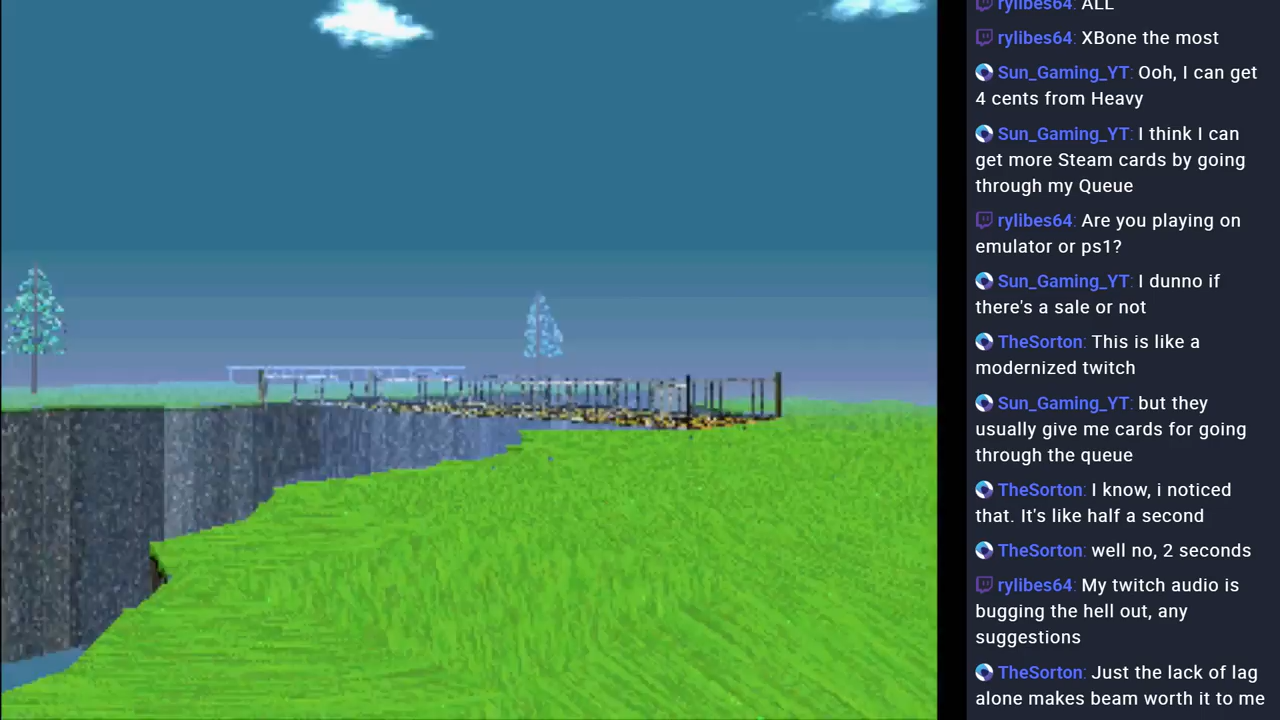 rylibes64: ALL
rylibes64: XBone the most
Sun_Gaming_YT: Ooh, I can get
4 cents from Heavy
Sun_Gaming_YT: I think I can
get more Steam cards by going
through my Queue
rylibes64: Are you playing on
emulator or ps1?
Sun_Gaming_YT: I dunno if
there's a sale or not
TheSorton: This is like a
modernized twitch
Sun_Gaming_YT: but they
usually give me cards for going
through the queue
TheSorton: I know, i noticed
that. It's like half a second
TheSorton: well no, 2 seconds
rylibes64: My twitch audio is
bugging the hell out, any
suggestions
TheSorton: Just the lack of lag
alone makes beam worth it to me